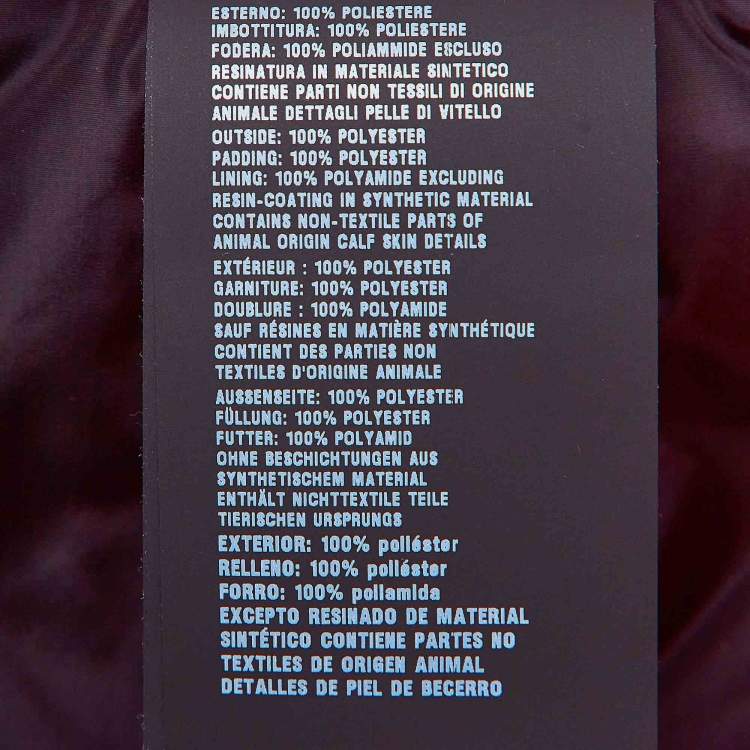 ESTERNO: 100% POLIESTERE
IMBOTTITURA: 100% POLIESTERE
FODERA: 100% POLIAMMIDE ESCLUSO
RESINATURA IN MATERIALE SINTETICO
CONTIENE PARTI NON TESSILI DI ORIGINE
ANIMALE DETTAGLI PELLE DI VITELLO
OUTSIDE: 100% POLYESTER
PADDING: 100% POLYESTER
LINING: 100% POLYAMIDE EXCLUDING
RESIN-COATING IN SYNTHETIC MATERIAL
CONTAINS NON-TEXTILE PARTS OF
ANIMAL ORIGIN CALF SKIN DETAILS
EXTÉRIEUR : 100% POLYESTER
GARNITURE: 100% POLYESTER
DOUBLURE : 100% POLYAMIDE
SAUF RÉSINES EN MATIÈRE SYNTHÉTIQUE
CONTIENT DES PARTIES NON
TEXTILES D'ORIGINE ANIMALE
AUSSENSEITE: 100% POLYESTER
FÜLLUNG: 100% POLYESTER
FUTTER: 100% POLYAMID
OHNE BESCHICHTUNGEN AUS
SYNTHETISCHEM MATERIAL
ENTHÄLT NICHTTEXTILE TEILE
TIERISCHEN URSPRUNGS
EXTERIOR: 100% poliéster
RELLENO: 100% poliéster
FORRO: 100% poliamida
EXCEPTO RESINADO DE MATERIAL
SINTÉTICO CONTIENE PARTES NO
TEXTILES DE ORIGEN ANIMAL
DETALLES DE PIEL DE BECERRO